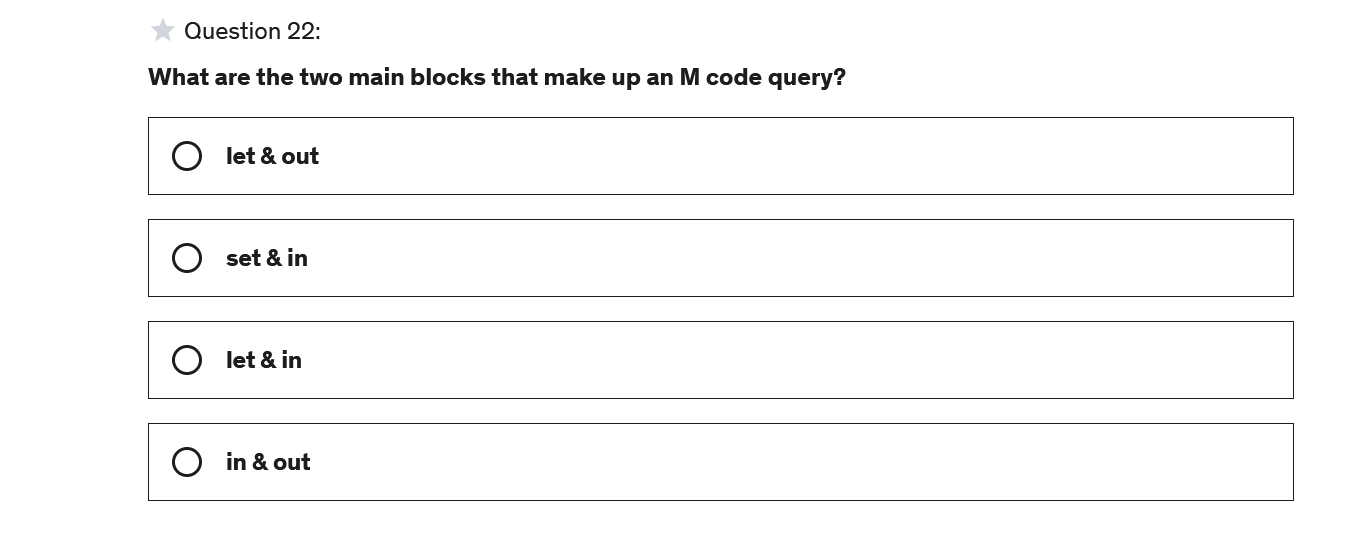 Question 22:
What are the two main blocks that make up an M code query?
let & out
set & in
let & in
in & out